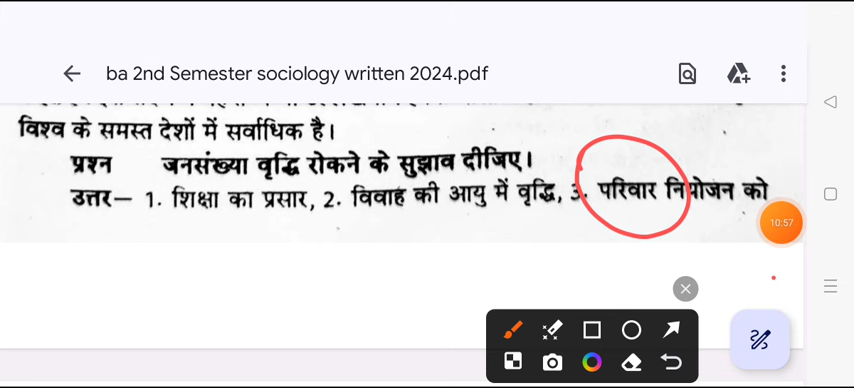 ba 2nd Semester sociology written 2024.pdf
विश्व के समस्त देशों में सर्वाधिक है।
प्रश्न जनसंख्या वृद्धि रोकने के सुझाव दीजिए।
उत्तर— 1. शिक्षा का प्रसार, 2. विवाह की आयु में वृद्धि, 3. परिवार नियोजन को
10:57